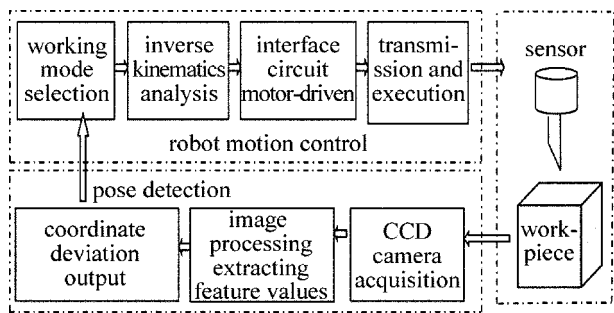 working
mode
selection
inverse
kinematics
analysis
interface
circuit
motor-driven
transmi-
ssion and
execution
sensor
robot motion control
pose detection
coordinate
deviation
output
image
processing
extracting
feature values
CCD
camera
acquisition
work-
piece